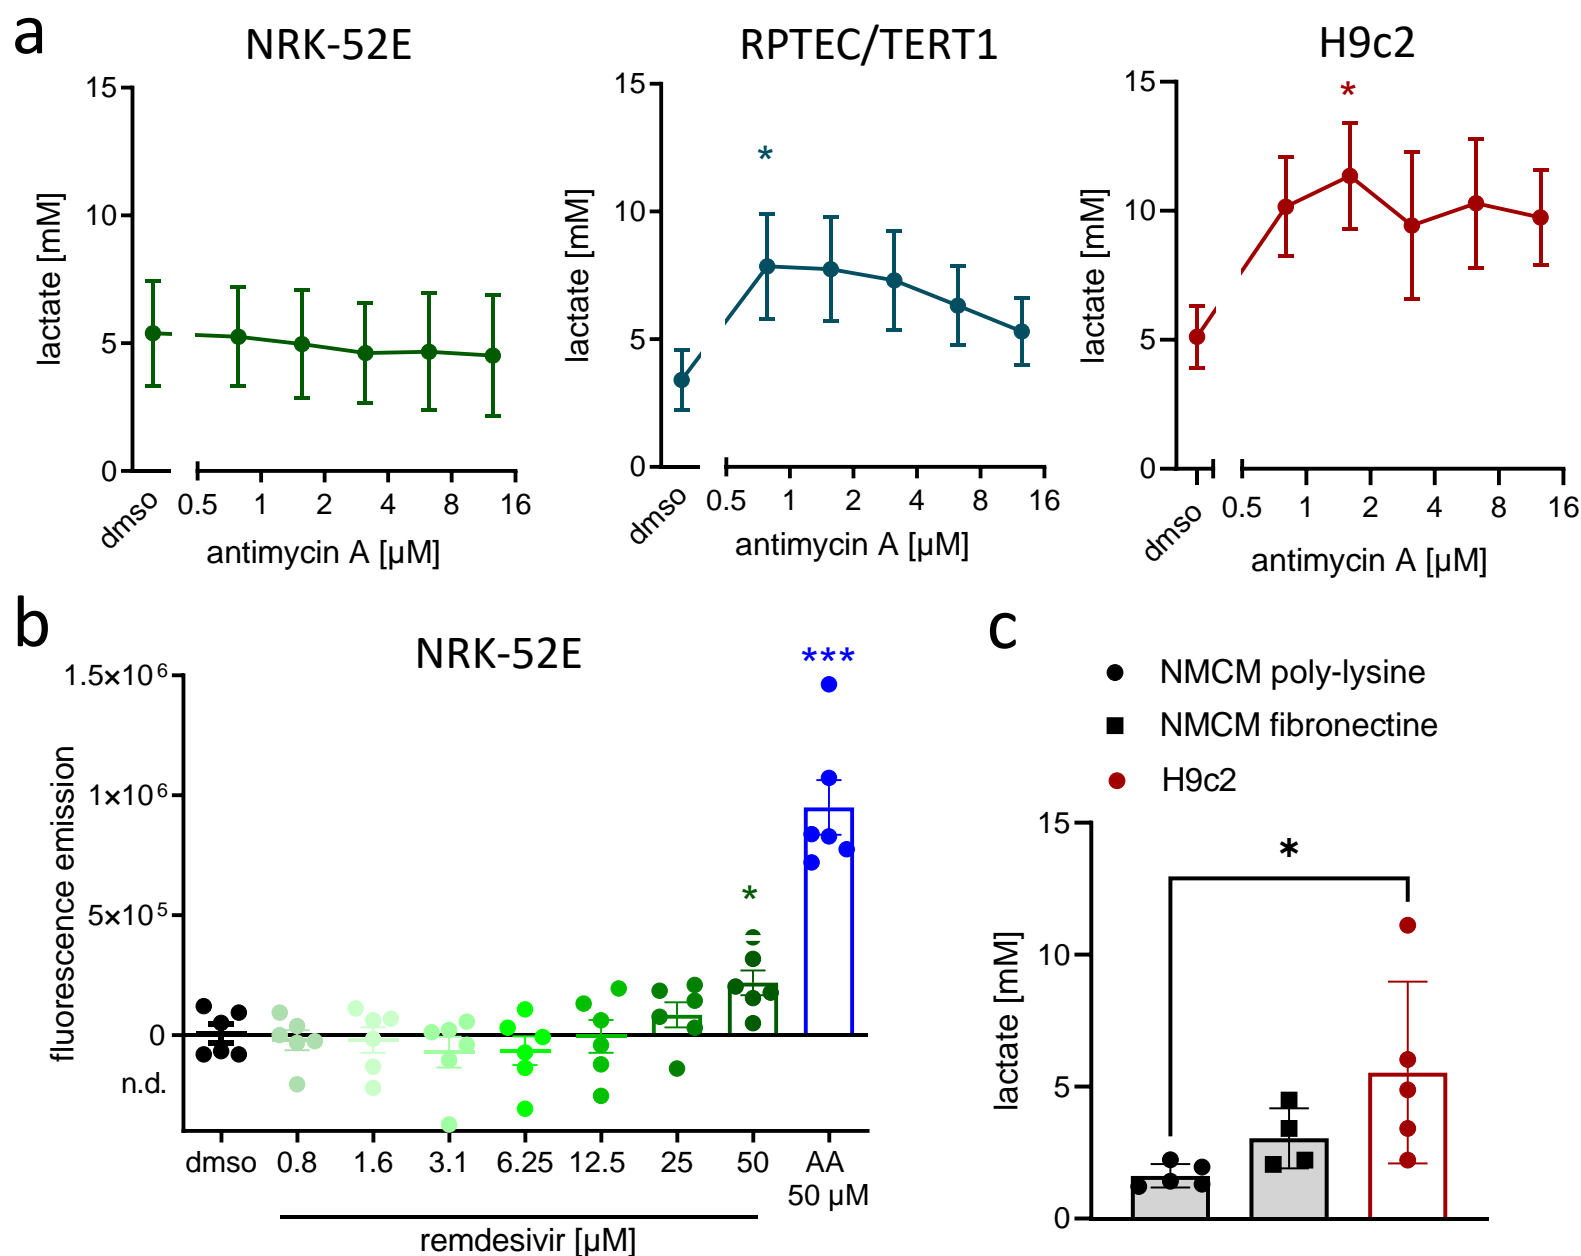 a
NRK-52E
RPTEC/TERT1
H9c2
15
10
5
0
lactate [mM]
dmso
0.5 1 2 4 8 16
antimycin A [µM]
15
10
5
0
lactate [mM]
dmso
0.5 1 2 4 8 16
antimycin A [µM]
*
15
10
5
0
lactate [mM]
dmso
0.5 1 2 4 8 16
antimycin A [µM]
*
b
NRK-52E
1.5×10⁶
1×10⁶
5×10⁵
0
n.d.
fluorescence emission
*
***
dmso 0.8 1.6 3.1 6.25 12.5 25 50 AA
50 µM
remdesivir [µM]
c
NMCM poly-lysine
NMCM fibronectine
H9c2
15
10
5
0
lactate [mM]
*